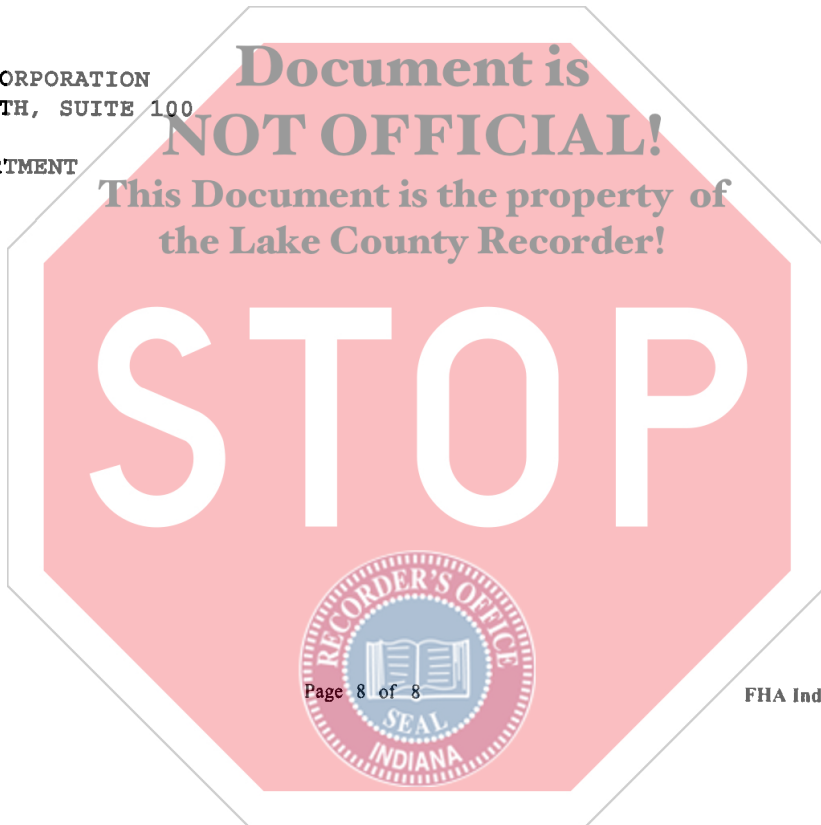 Document is
ORPORATION
TH, SUITE 100
NOT OFFICIAL!
RTMENT
This Document is the property of
the Lake County Recorder!
STOP
RECORDER'S OFFICE
Page 8 of 8
FHA Ind
SEAL
INDIANA